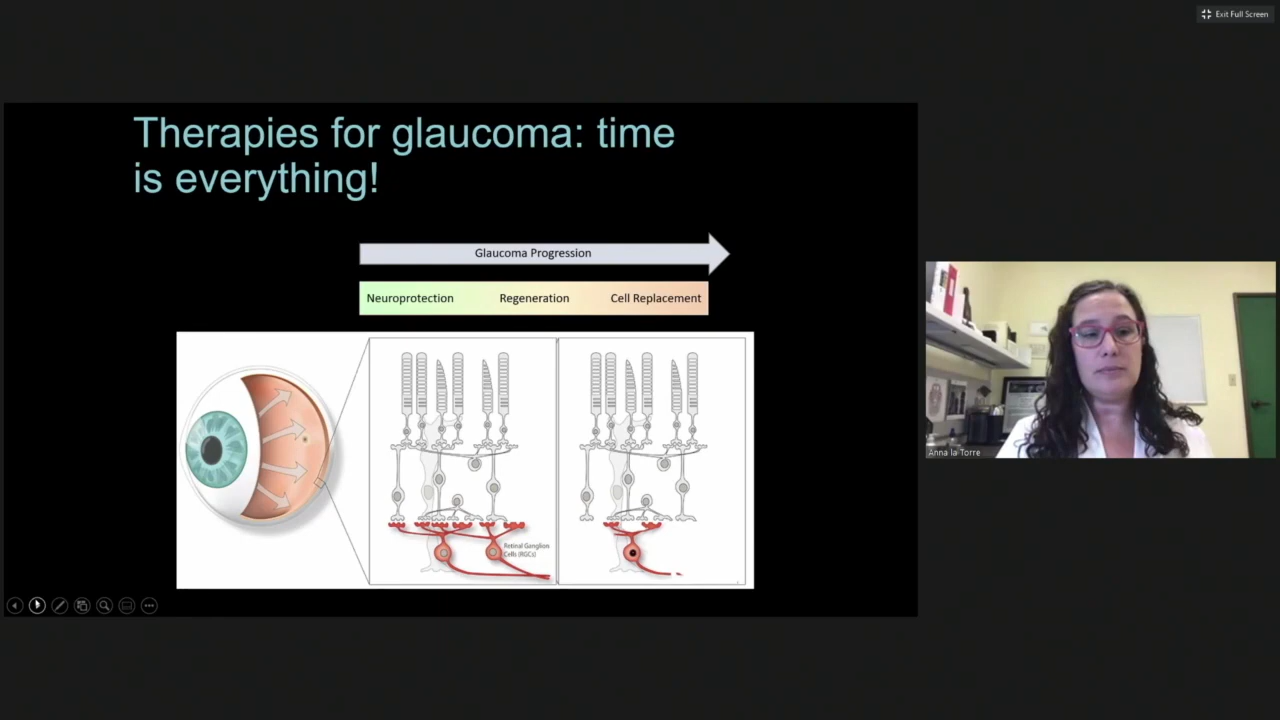 Exit Full Screen
Therapies for glaucoma: time
is everything!
Glaucoma Progression
Neuroprotection Regeneration Cell Replacement
Retinal Ganglion
Cells (RGCs)
Anna la Torre